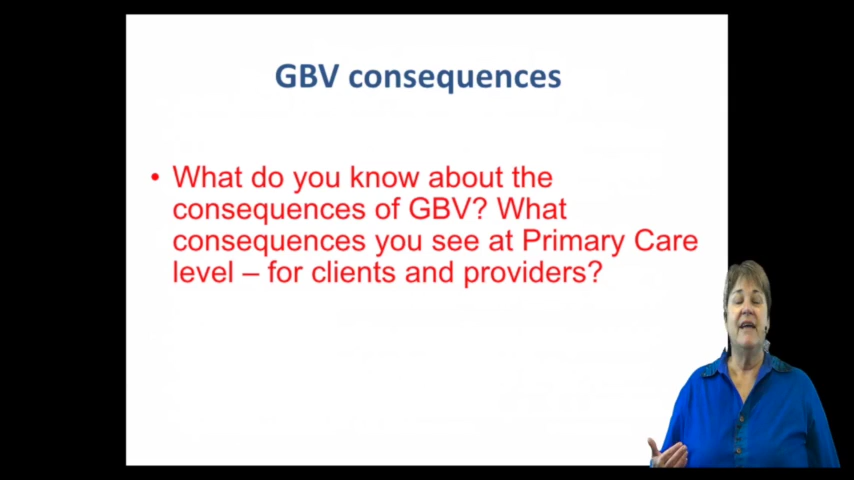 GBV consequences
• What do you know about the
consequences of GBV? What
consequences you see at Primary Care
level – for clients and providers?